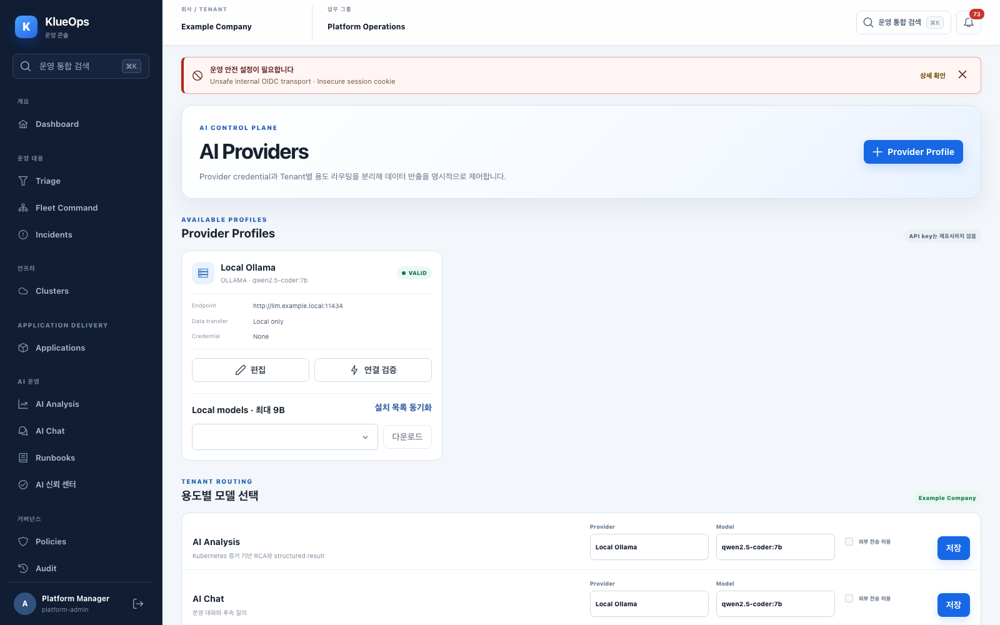 K
KlueOps
운영 콘솔
운영 통합 검색
⌘K
개요
Dashboard
운영 대응
Triage
Fleet Command
Incidents
인프라
Clusters
APPLICATION DELIVERY
Applications
AI 운영
AI Analysis
AI Chat
Runbooks
AI 신뢰 센터
거버넌스
Policies
Audit
A
Platform Manager
platform-admin
회사 / TENANT
Example Company
업무 그룹
Platform Operations
운영 통합 검색
⌘K
73
운영 안전 설정이 필요합니다
Unsafe internal OIDC transport · Insecure session cookie
상세 확인
AI CONTROL PLANE
AI Providers
Provider credential과 Tenant별 용도 라우팅을 분리해 데이터 반출을 명시적으로 제어합니다.
Provider Profile
AVAILABLE PROFILES
Provider Profiles
API key는 재표시하지 않음
Local Ollama
OLLAMA · qwen2.5-coder:7b
VALID
Endpoint
http://llm.example.local:11434
Data transfer
Local only
Credential
None
편집
연결 검증
Local models · 최대 9B
설치 목록 동기화
다운로드
TENANT ROUTING
용도별 모델 선택
Example Company
AI Analysis
Kubernetes 증거 기반 RCA와 structured result
Provider
Local Ollama
Model
qwen2.5-coder:7b
외부 전송 허용
저장
AI Chat
운영 대화와 후속 질의
Provider
Local Ollama
Model
qwen2.5-coder:7b
외부 전송 허용
저장